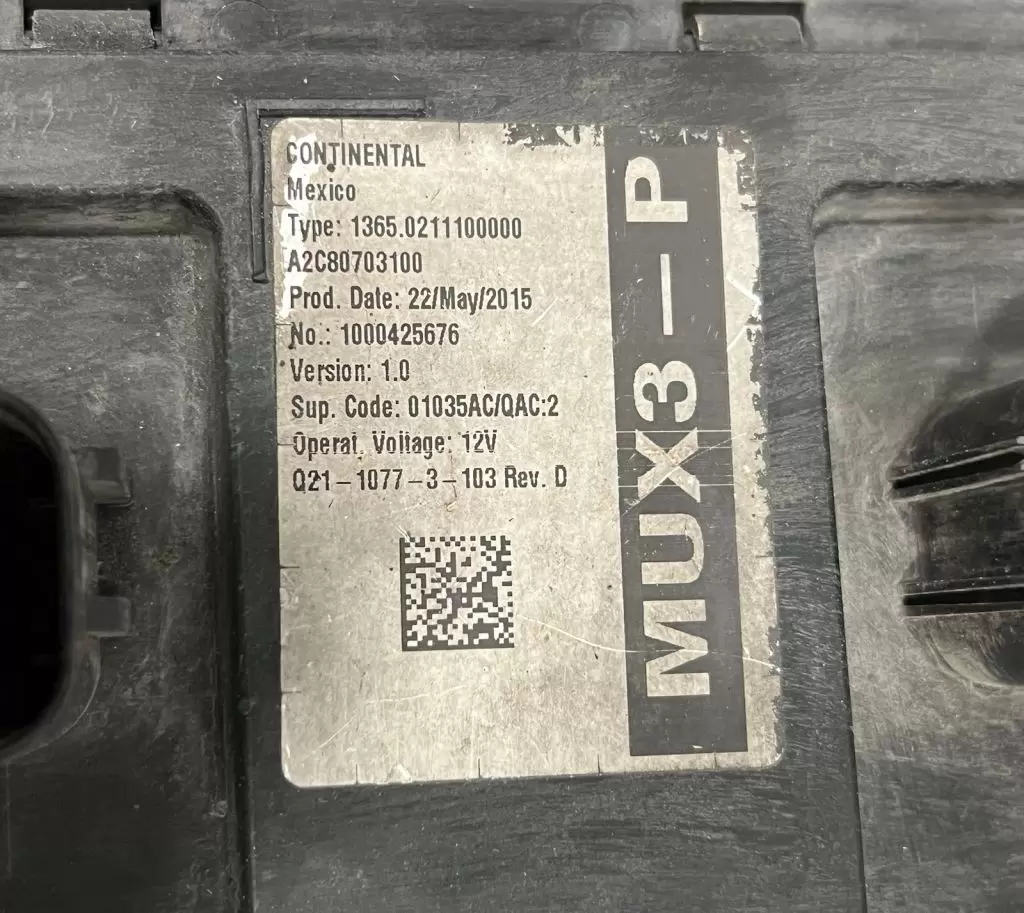 CONTINENTAL
Mexico
Type: 1365.0211100000
A2C80703100
Prod. Date: 22/May/2015
No.: 1000425676
Version: 1.0
Sup. Code: 01035AC/QAC:2
Operat. Voltage: 12V
Q21-1077-3-103 Rev. D
MUX3-P